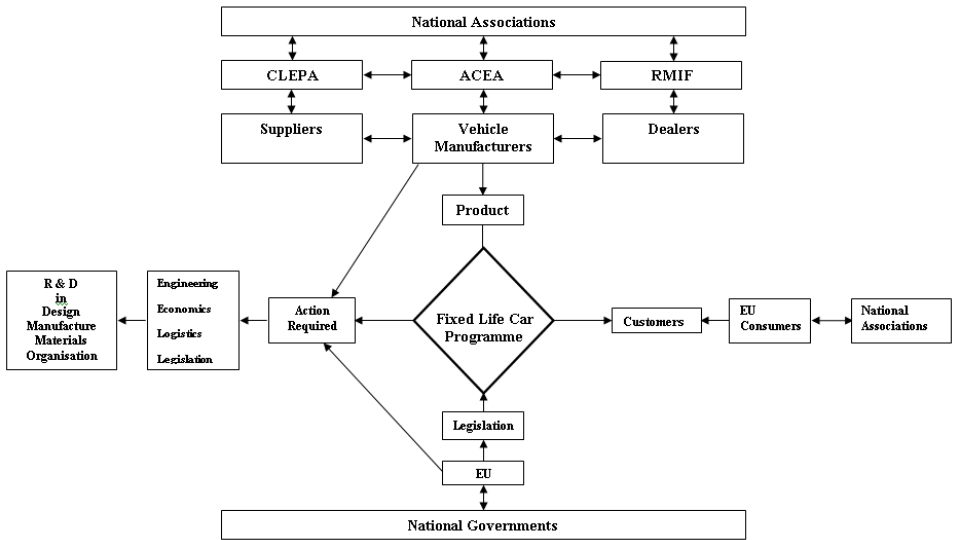 National Associations
CLEPA
ACEA
RMIF
Suppliers
Vehicle
Manufacturers
Dealers
Product
R & D
in
Design
Manufacture
Materials
Organisation
Engineering
Economics
Logistics
Legislation
Action
Required
Fixed Life Car
Programme
Customers
EU
Consumers
National
Associations
Legislation
EU
National Governments